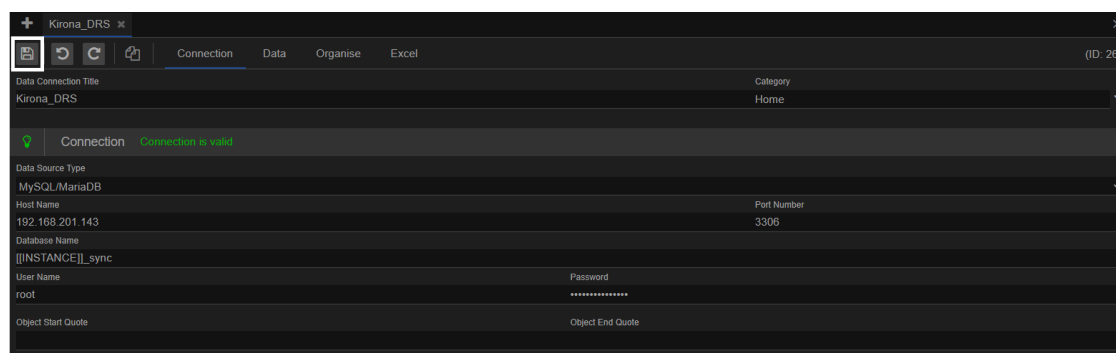 Kirona_DRS
Connection Data Organise Excel (ID: 26
Data Connection Title Category
Kirona_DRS Home
Connection Connection is valid
Data Source Type
MySQL/MariaDB
Host Name Port Number
192.168.201.143 3306
Database Name
[[INSTANCE]]_sync
User Name Password
root •••••••••••••••
Object Start Quote Object End Quote